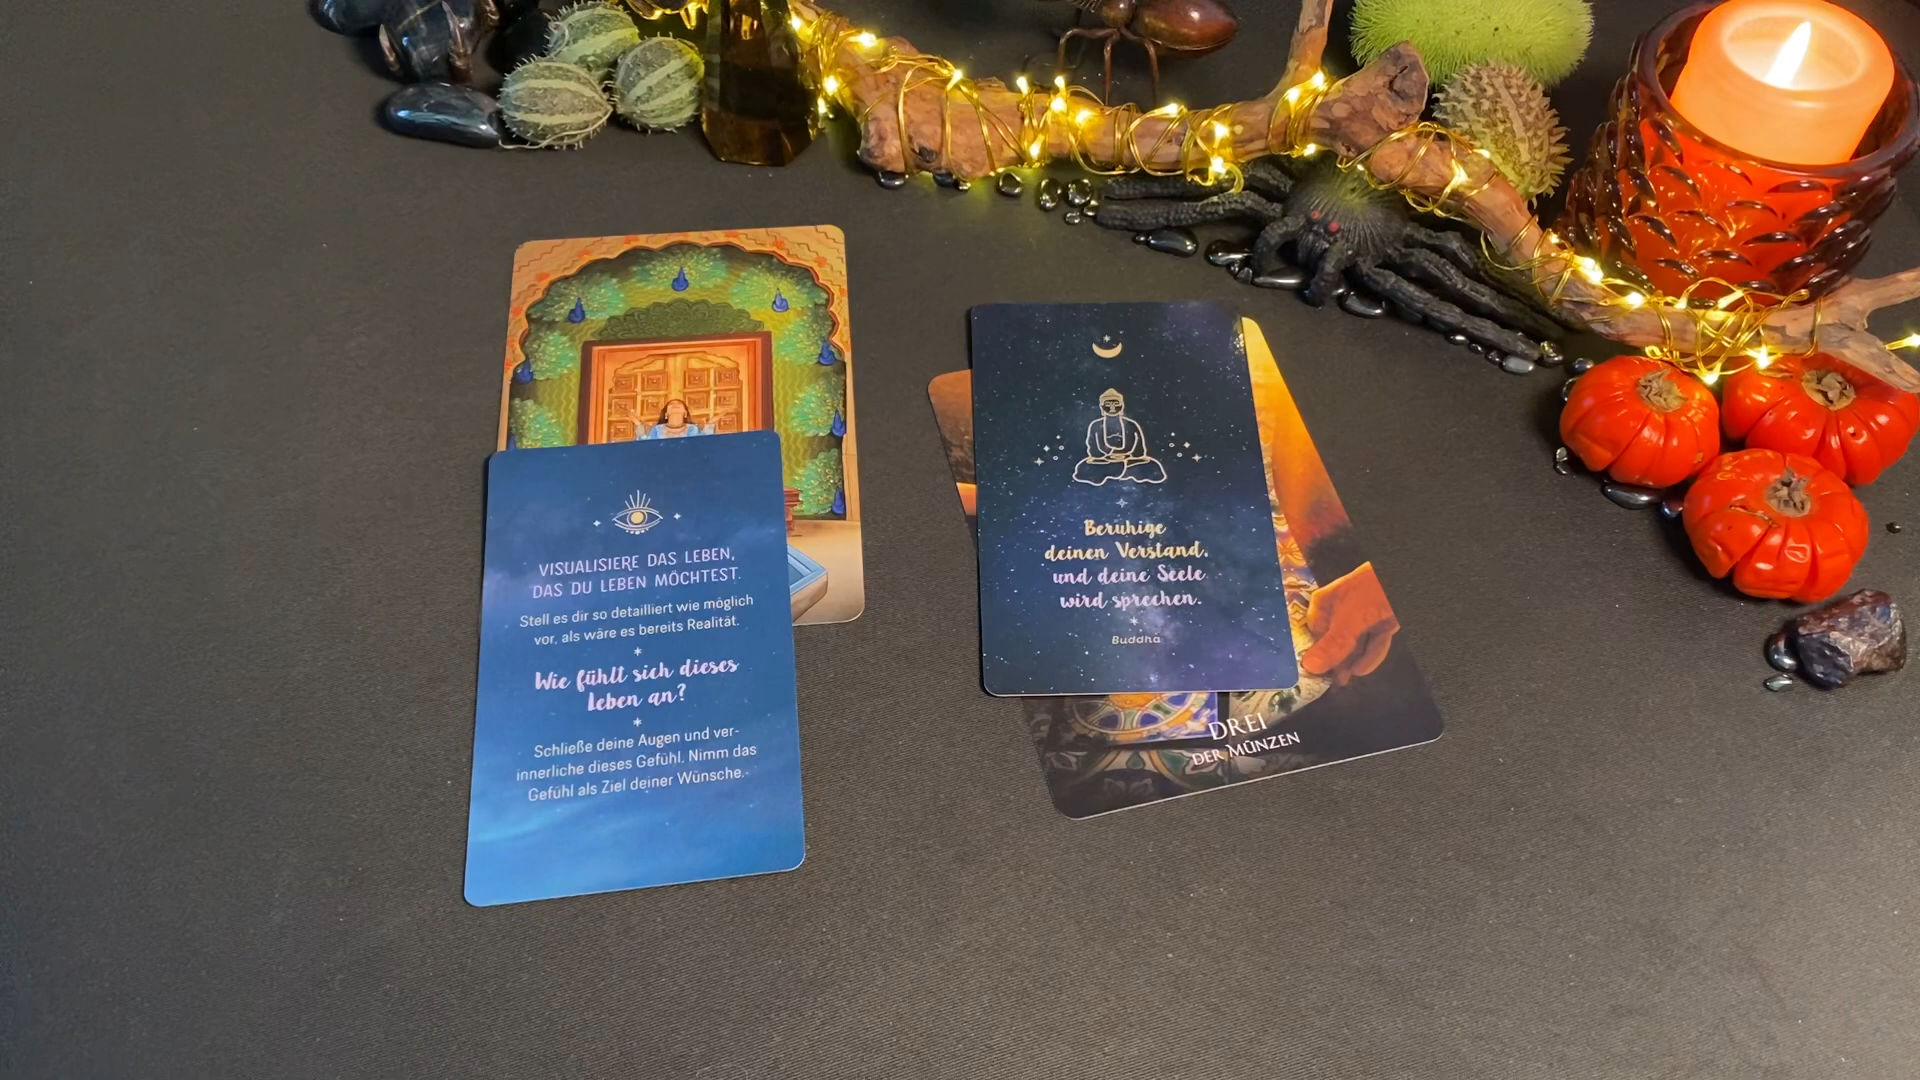 VISUALISIERE DAS LEBEN,
DAS DU LEBEN MÖCHTEST.
Stell es dir so detailliert wie möglich
vor, als wäre es bereits Realität.
*
Wie fühlt sich dieses
Leben an?
*
Schließe deine Augen und ver-
innerliche dieses Gefühl. Nimm das
Gefühl als Ziel deiner Wünsche.
Beruhige
deinen Verstand,
und deine Seele
wird sprechen.
*
Buddha
DREI
DER MÜNZEN